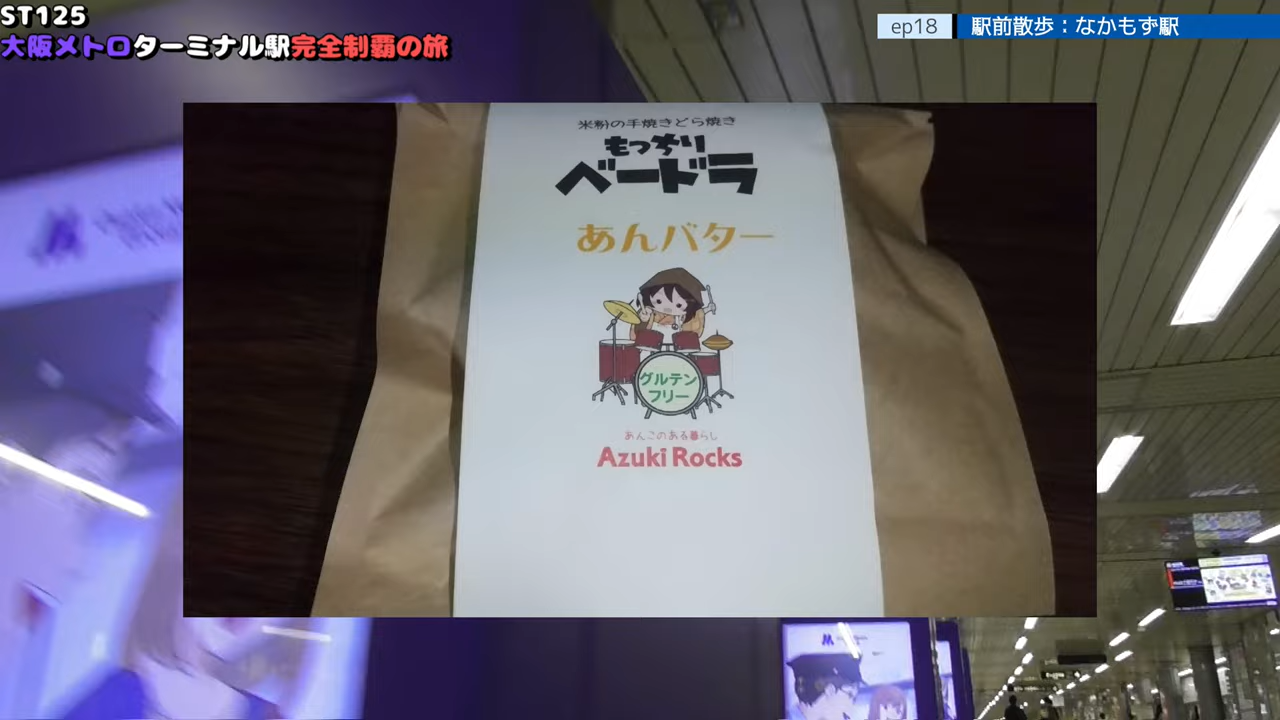 ST125
大阪メトロターミナル駅完全制覇の旅
ep18
駅前散歩：なかもず駅
米粉の手焼きどら焼き
もっちり
ベードラ
あんバター
グルテン
フリー
あんこのある暮らし
Azuki Rocks